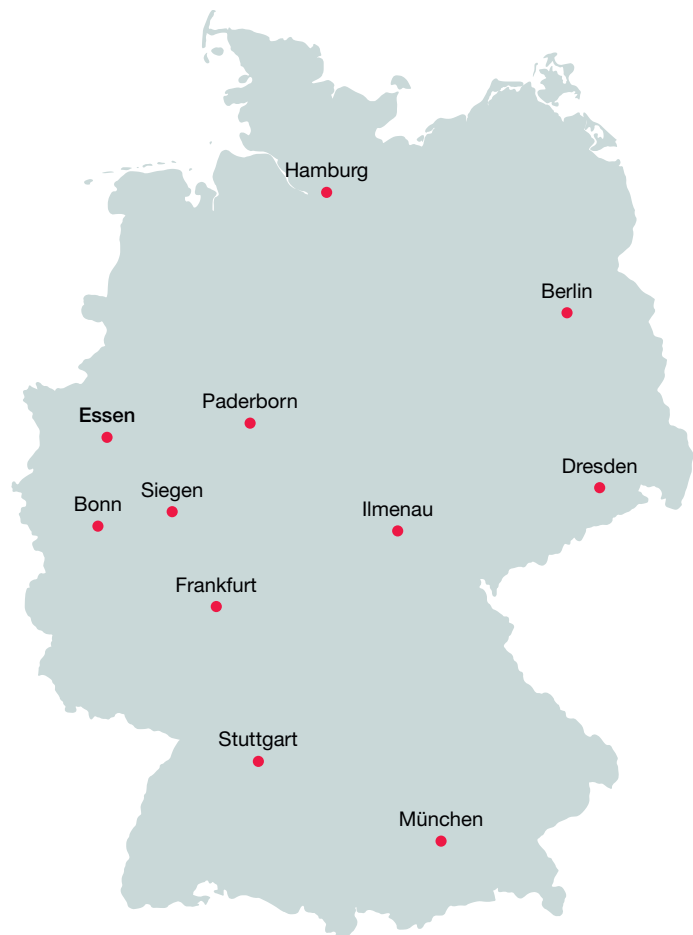 Hamburg
Berlin
Paderborn
Essen
Dresden
Siegen
Bonn
Ilmenau
Frankfurt
Stuttgart
München